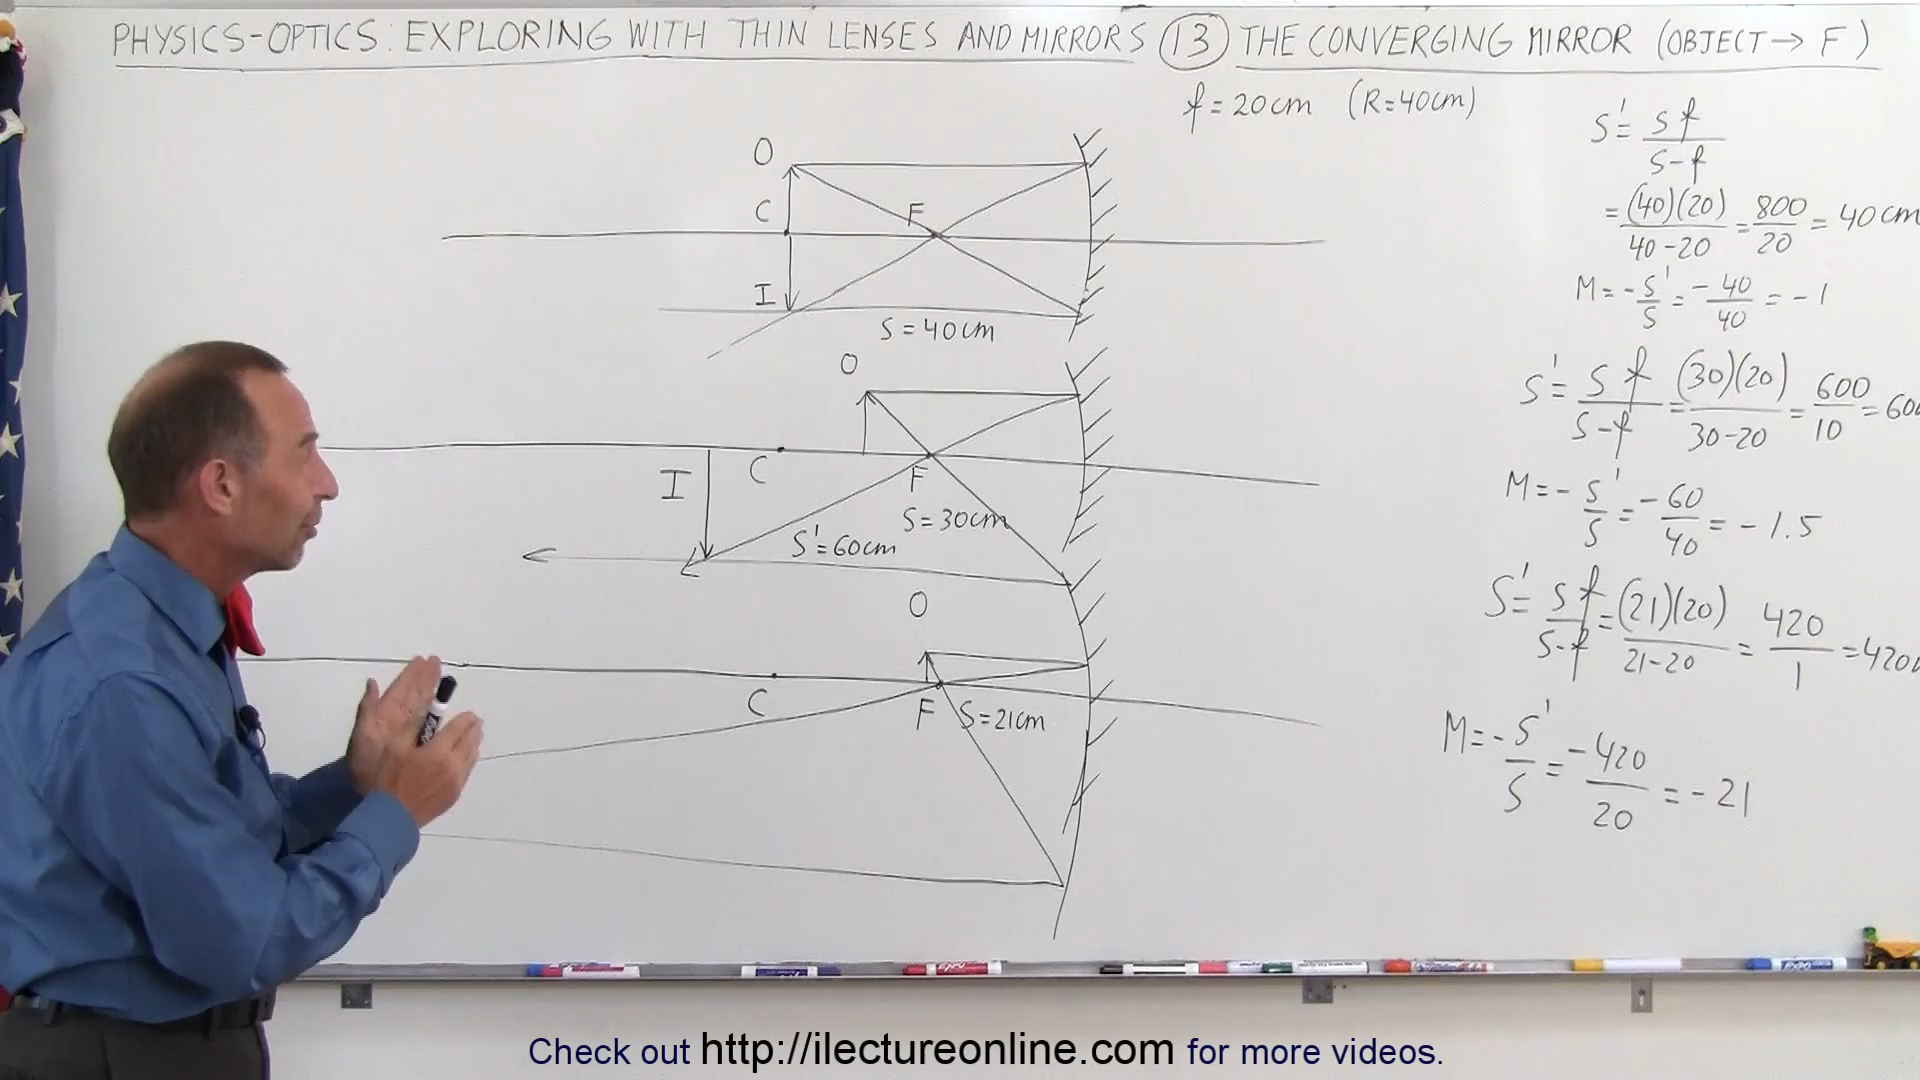 PHYSICS-OPTICS: EXPLORING WITH THIN LENSES AND MIRRORS (13) THE CONVERGING MIRROR (OBJECT→ F)
f = 20cm (R=40cm)
O
C
F
I
S = 40cm
O
I
C
F
S=30cm
S'=60cm
O
C
F
S=21cm
S' = S f / S-f
= (40)(20) / 40-20 = 800 / 20 = 40cm
M = - S' / S = - 40 / 40 = - 1
S' = S f / S-f = (30)(20) / 30-20 = 600 / 10 = 60
M = - S' / S = - 60 / 40 = - 1.5
S' = S f / S-f = (21)(20) / 21-20 = 420 / 1 = 420
M = - S' / S = - 420 / 20 = - 21
EXPO
Check out http://ilectureonline.com for more videos.